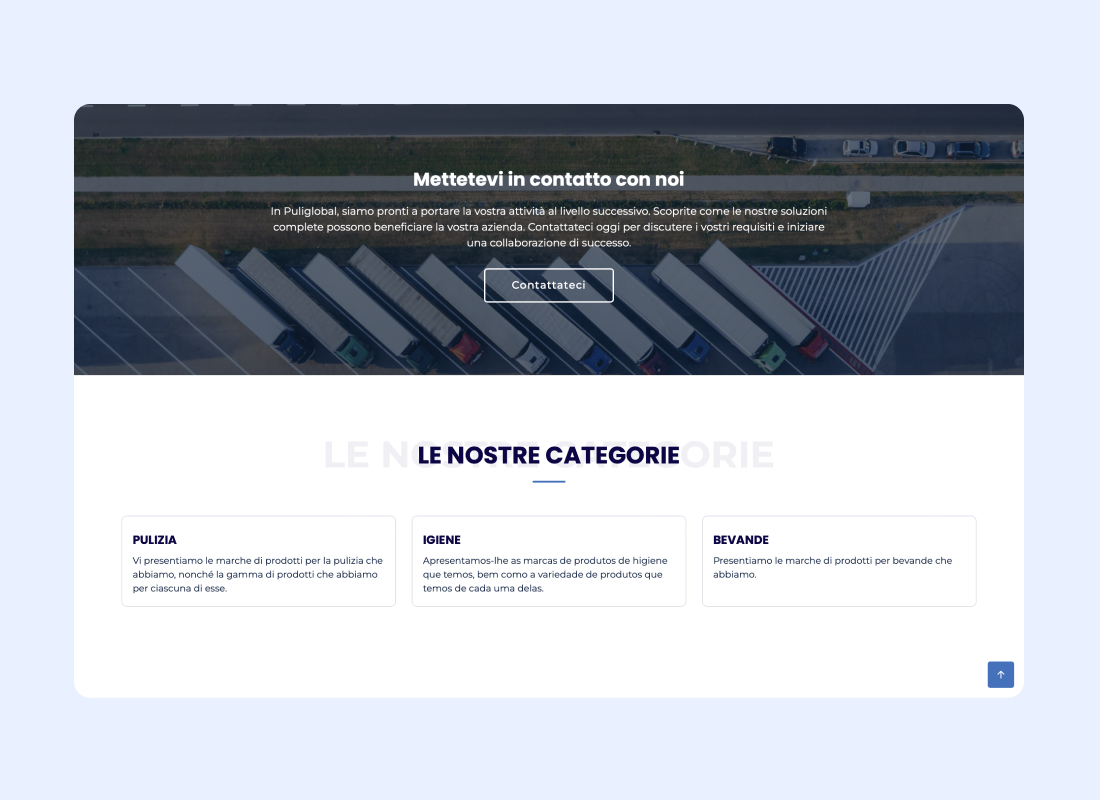 Mettetevi in contatto con noi
In Puliglobal, siamo pronti a portare la vostra attività al livello successivo. Scoprite come le nostre soluzioni
complete possono beneficiare la vostra azienda. Contattateci oggi per discutere i vostri requisiti e iniziare
una collaborazione di successo.
Contattateci
LE NOSTRE CATEGORIE
LE NOSTRE CATEGORIE
PULIZIA
Vi presentiamo le marche di prodotti per la pulizia che
abbiamo, nonché la gamma di prodotti che abbiamo
per ciascuna di esse.
IGIENE
Apresentamos-lhe as marcas de produtos de higiene
que temos, bem como a variedade de produtos que
temos de cada uma delas.
BEVANDE
Presentiamo le marche di prodotti per bevande che
abbiamo.